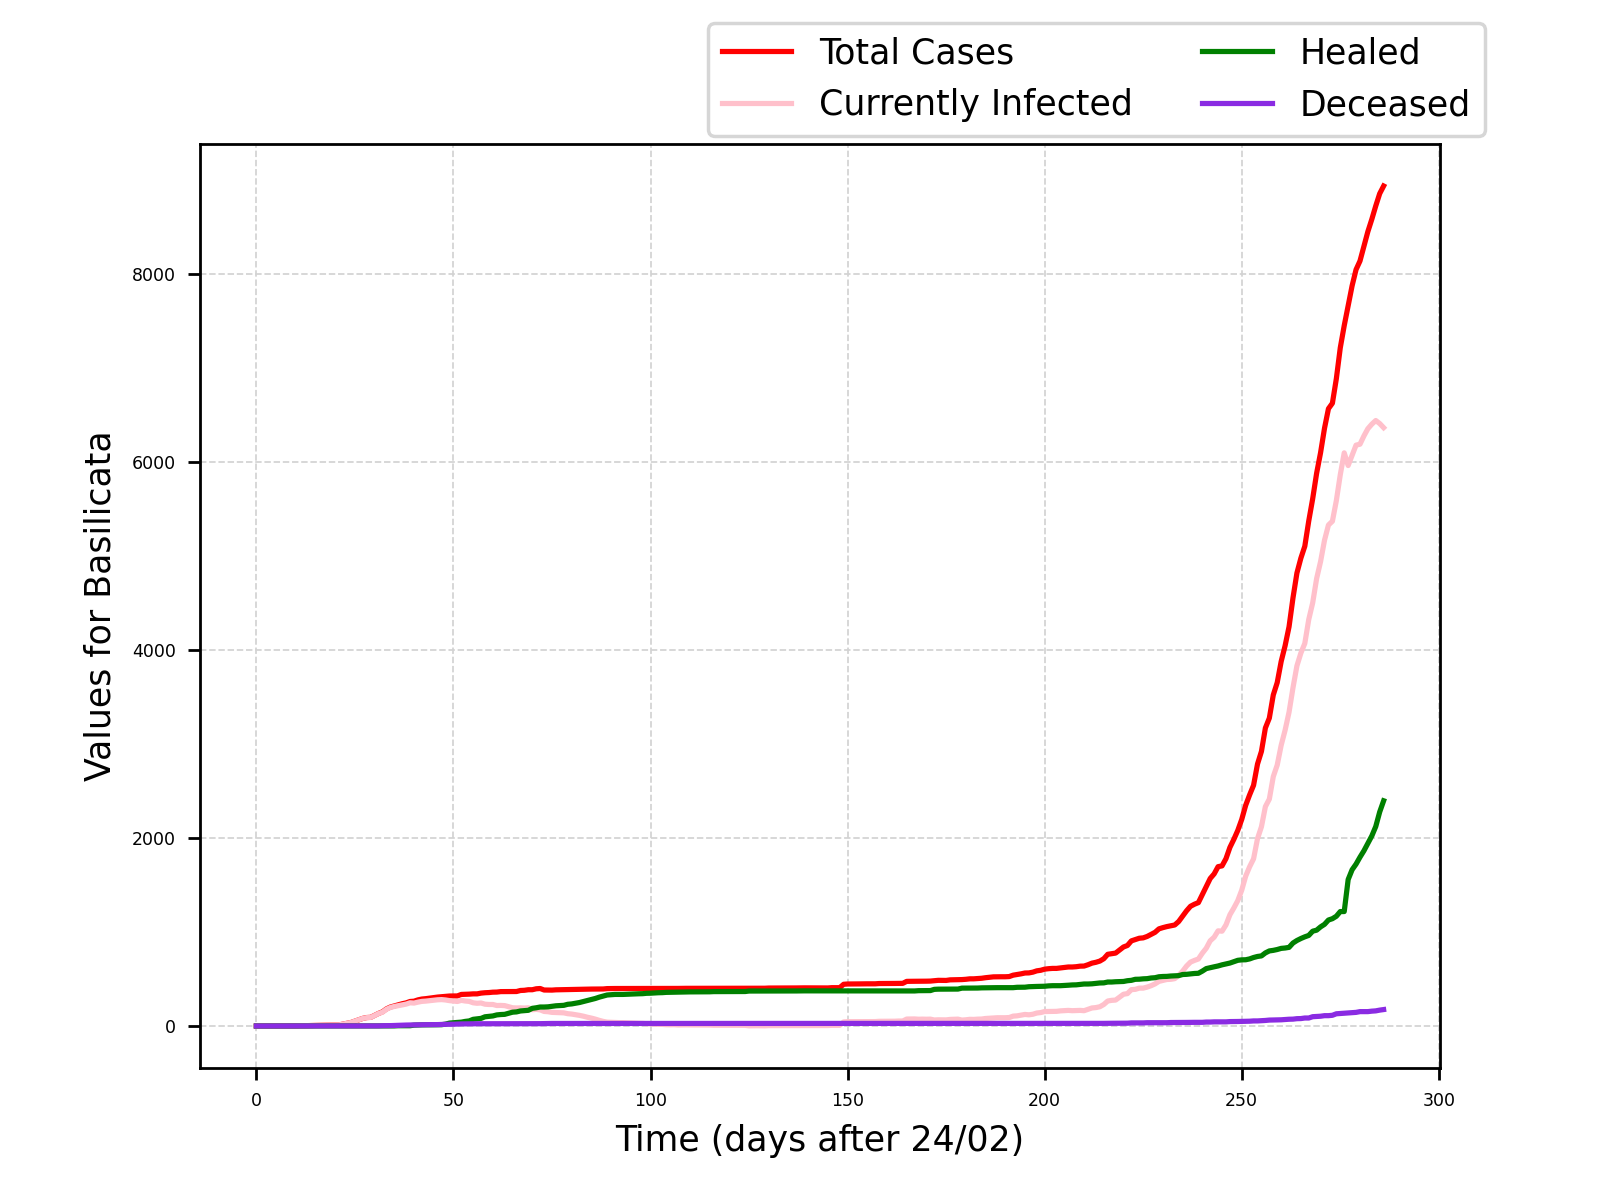 Total Cases
Currently Infected
Healed
Deceased
Values for Basilicata
8000
6000
4000
2000
0
0 50 100 150 200 250 300
Time (days after 24/02)